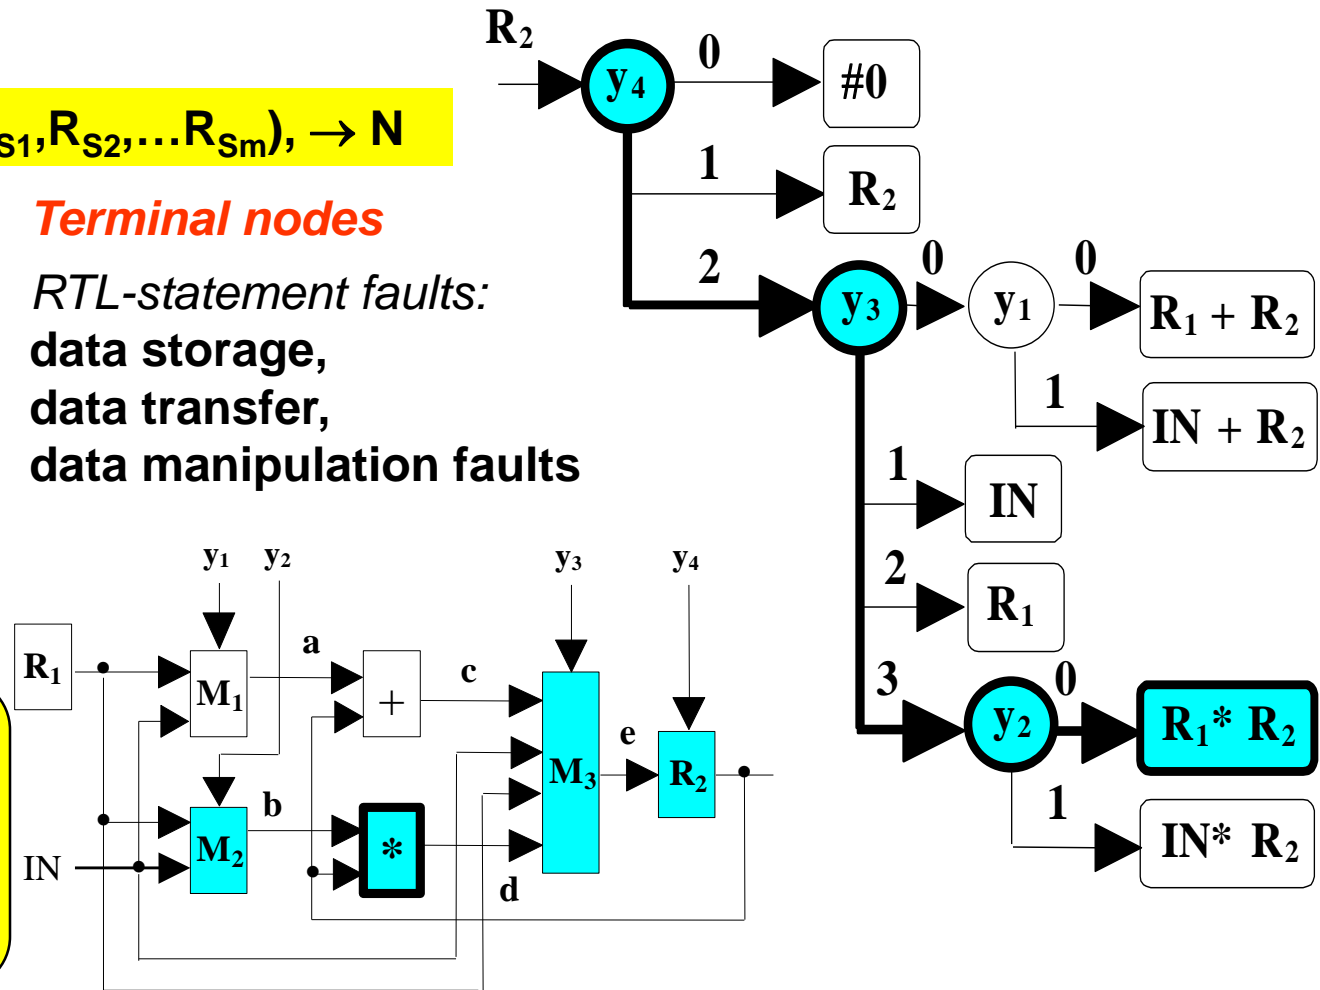 R₂
y₄
0
#0
S1,RS2,…RSm), → N
1
R₂
Terminal nodes
2
y₃
0
y₁
0
R₁ + R₂
RTL-statement faults:
data storage,
data transfer,
data manipulation faults
1
IN + R₂
1
IN
2
R₁
3
y₂
0
R₁* R₂
1
IN* R₂
y₁ y₂ y₃ y₄
R₁
M₁
a
+
c
M₃
e
R₂
M₂
b
*
d
IN